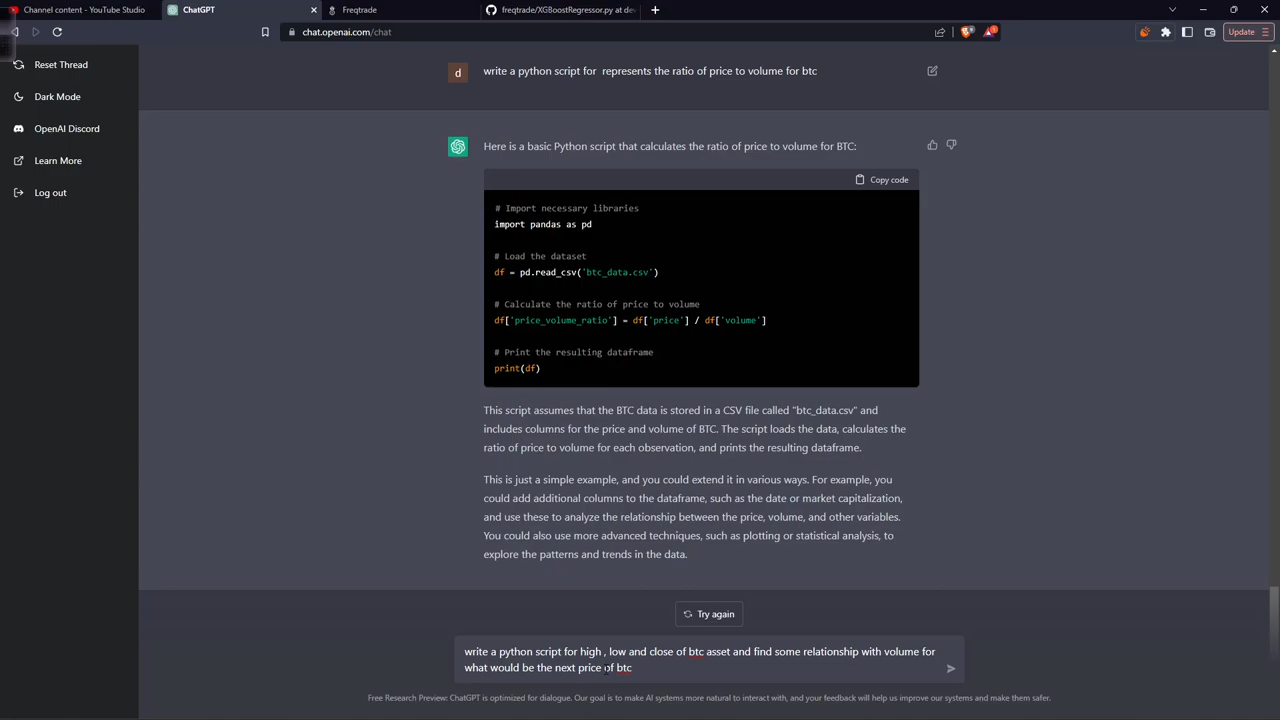 Channel content - YouTube Studio
ChatGPT
Freqtrade
freqtrade/XGBoostRegressor.py at dev
chat.openai.com/chat
Update
Reset Thread
Dark Mode
OpenAI Discord
Learn More
Log out
d
write a python script for  represents the ratio of price to volume for btc
Here is a basic Python script that calculates the ratio of price to volume for BTC:
Copy code
# Import necessary libraries
import pandas as pd
# Load the dataset
df = pd.read_csv('btc_data.csv')
# Calculate the ratio of price to volume
df['price_volume_ratio'] = df['price'] / df['volume']
# Print the resulting dataframe
print(df)
This script assumes that the BTC data is stored in a CSV file called "btc_data.csv" and
includes columns for the price and volume of BTC. The script loads the data, calculates the
ratio of price to volume for each observation, and prints the resulting dataframe.
This is just a simple example, and you could extend it in various ways. For example, you
could add additional columns to the dataframe, such as the date or market capitalization,
and use these to analyze the relationship between the price, volume, and other variables.
You could also use more advanced techniques, such as plotting or statistical analysis, to
explore the patterns and trends in the data.
Try again
write a python script for high , low and close of btc asset and find some relationship with volume for
what would be the next price of btc
Free Research Preview: ChatGPT is optimized for dialogue. Our goal is to make AI systems more natural to interact with, and your feedback will help us improve our systems and make them safer.